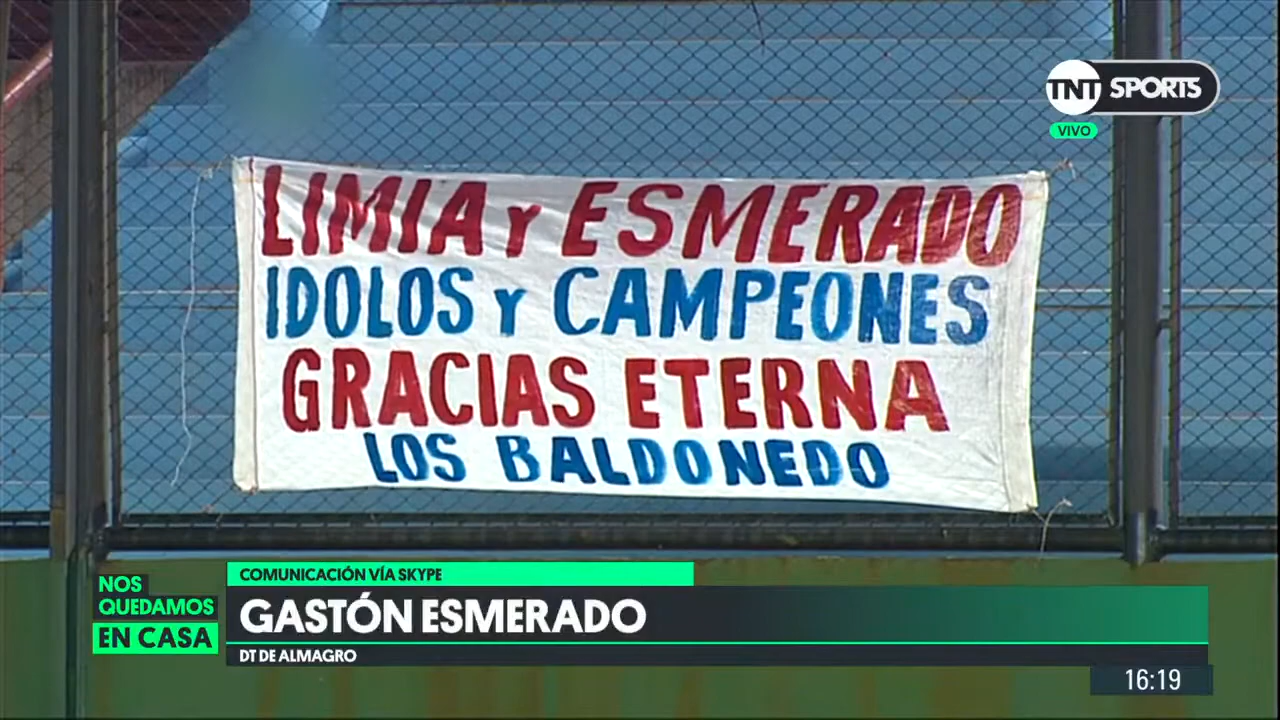 TNT SPORTS
VIVO
LIMIA Y ESMERADO
IDOLOS Y CAMPEONES
GRACIAS ETERNA
LOS BALDONEDO
NOS
QUEDAMOS
EN CASA
COMUNICACIÓN VÍA SKYPE
GASTÓN ESMERADO
DT DE ALMAGRO
16:19